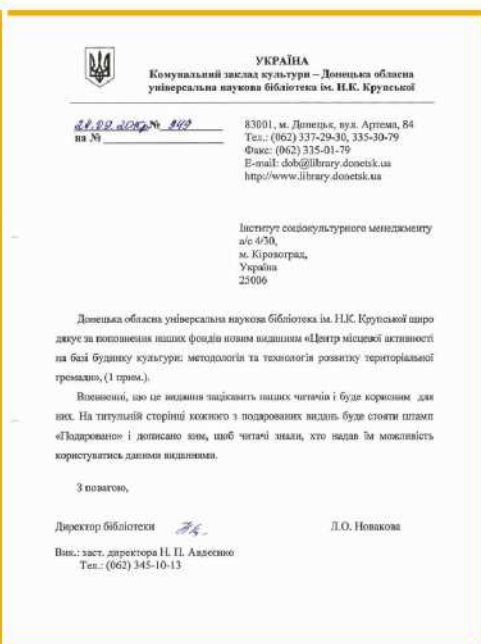 УКРАЇНА
Комунальний заклад культури – Донецька обласна
універсальна наукова бібліотека ім. Н.К. Крупської
№ 949
на №
83001, м. Донецьк, вул. Артема, 84
Тел.: (062) 337-29-30, 335-30-79
Факс: (062) 335-01-79
E-mail: dob@library.donetsk.ua
http://www.library.donetsk.ua
Інститут соціокультурного менеджменту
а/с 4/30,
м. Кіровоград,
Україна
25006
Донецька обласна універсальна наукова бібліотека ім. Н.К. Крупської щиро
дякує за поповнення наших фондів новим виданням «Центр місцевої активності
на базі будинку культури: методологія та технологія розвитку територіальної
громади», (1 прим.).
Впевненні, що це видання зацікавить наших читачів і буде корисним для
них. На титульній сторінці кожного з подарованих видань буде стояти штамп
«Подаровано» і дописано ким, щоб читачі знали, хто надав їм можливість
користуватись даними виданнями.
З повагою,
Директор бібліотеки Л.О. Новакова
Вик.: заст. директора Н. П. Авдєєнко
Тел.: (062) 345-10-13